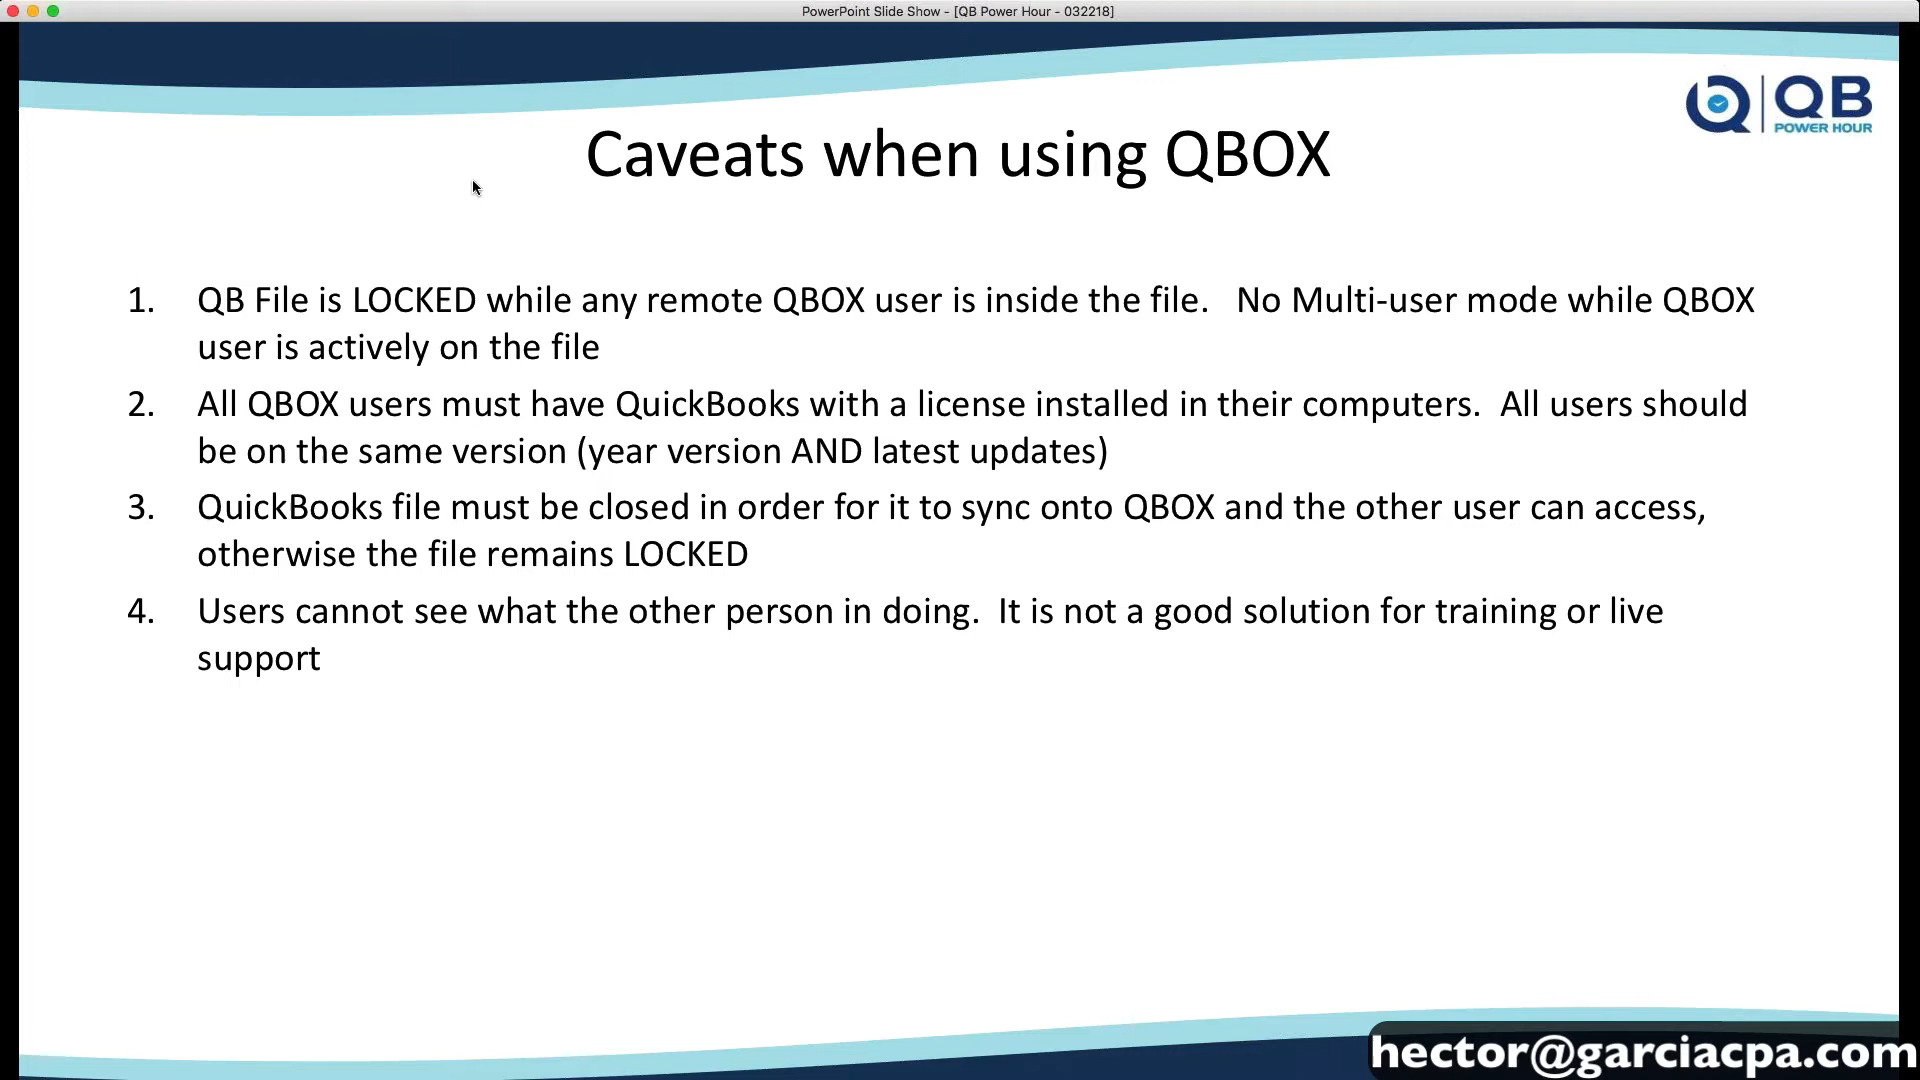 PowerPoint Slide Show - [QB Power Hour - 032218]
QB
POWER HOUR
Caveats when using QBOX
1. QB File is LOCKED while any remote QBOX user is inside the file.   No Multi-user mode while QBOX
user is actively on the file
2. All QBOX users must have QuickBooks with a license installed in their computers.  All users should
be on the same version (year version AND latest updates)
3. QuickBooks file must be closed in order for it to sync onto QBOX and the other user can access,
otherwise the file remains LOCKED
4. Users cannot see what the other person in doing.  It is not a good solution for training or live
support
hector@garciacpa.com